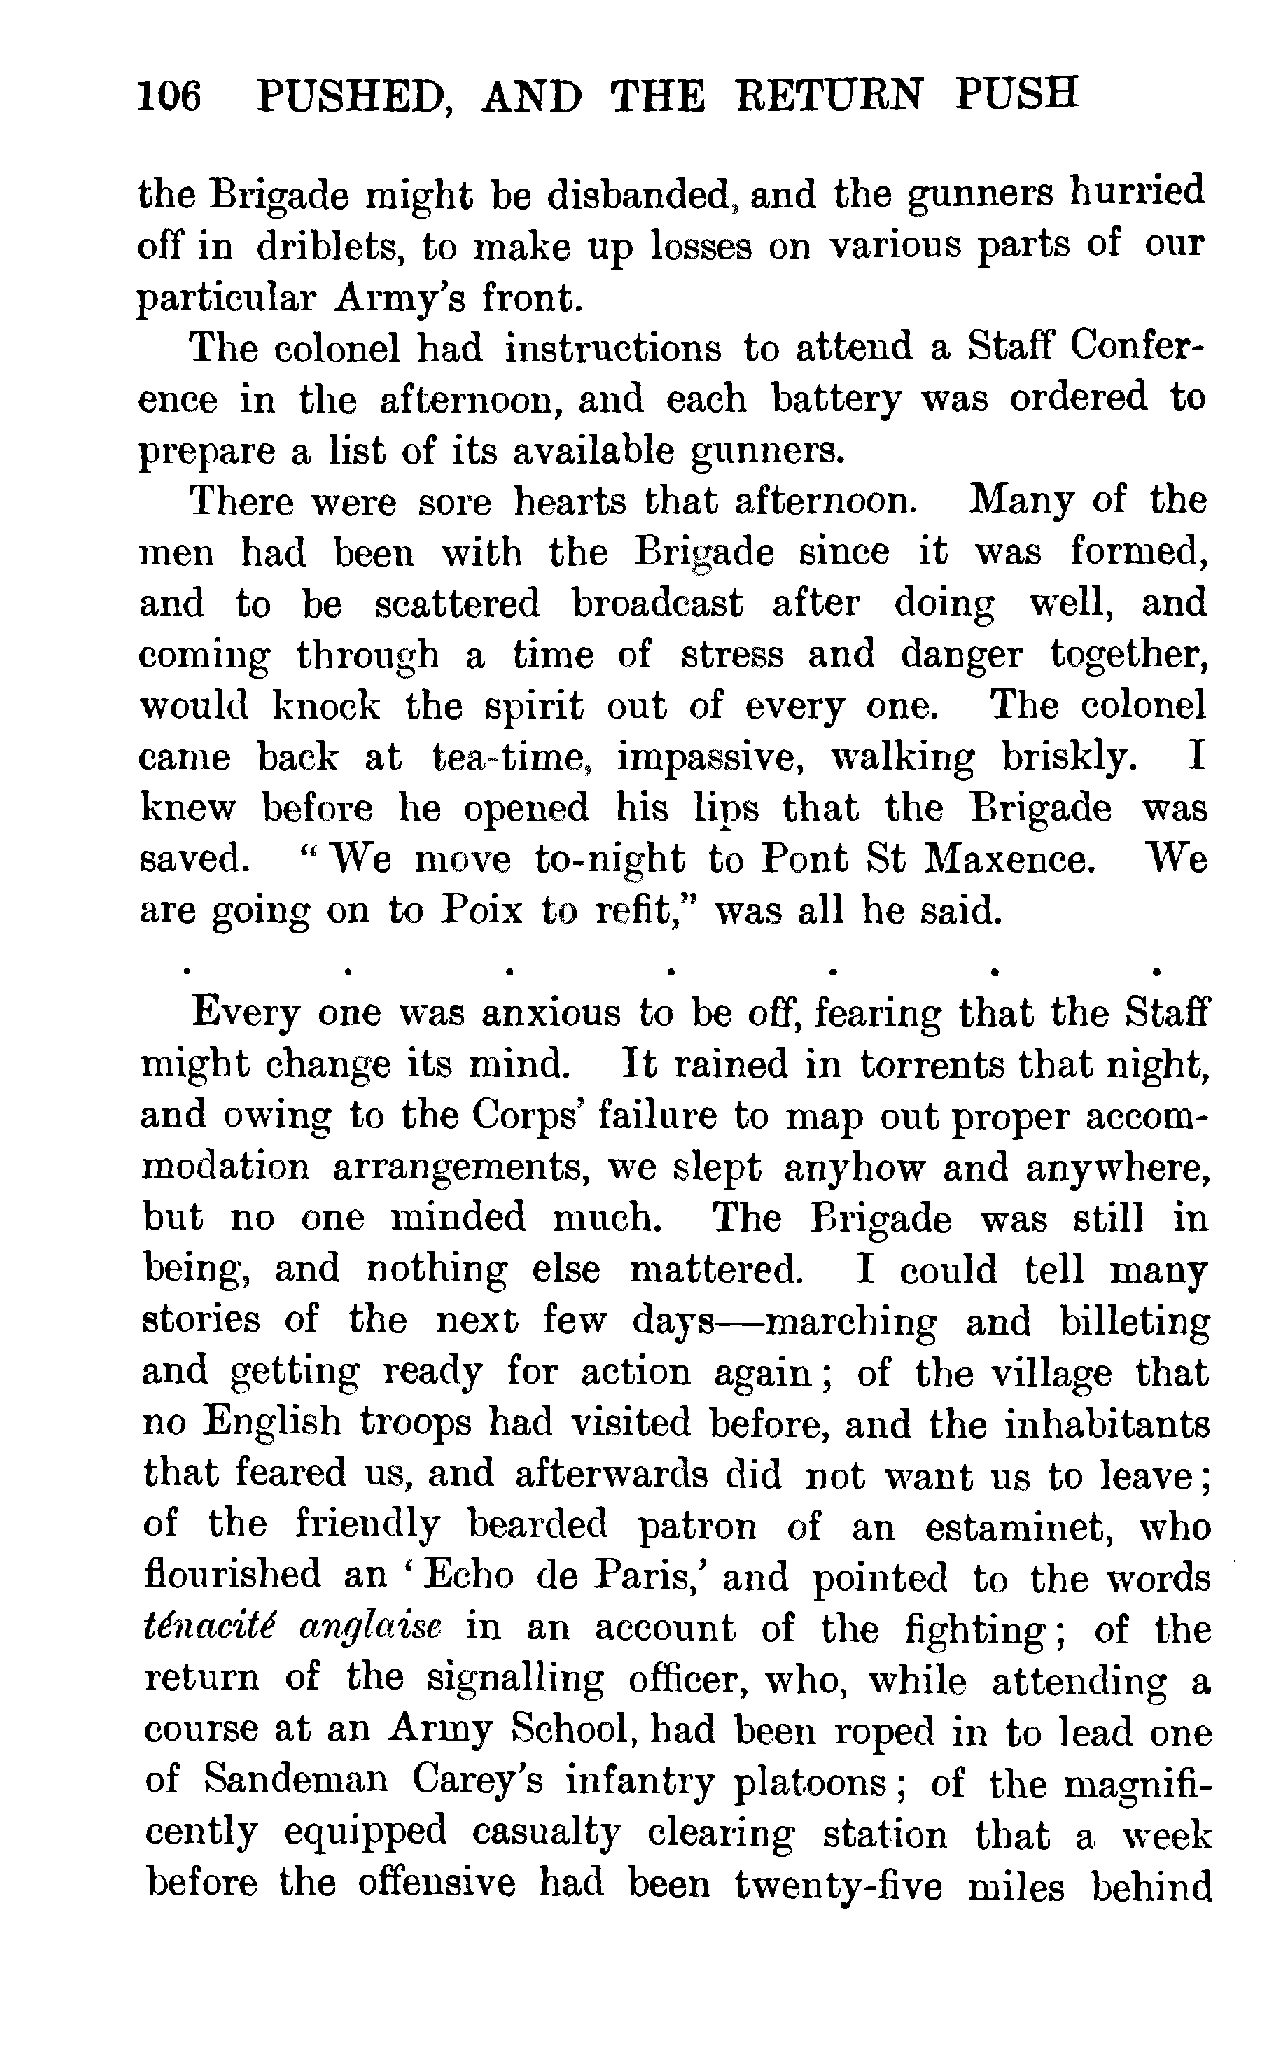 106 PUSHED, AND THE RETURN PUSH
the Brigade might be disbanded, and the gunners hurried
off in driblets, to make up losses on various parts of our
particular Army's front.
The colonel had instructions to attend a Staff Confer-
ence in the afternoon, and each battery was ordered to
prepare a list of its available gunners.
There were sore hearts that afternoon. Many of the
men had been with the Brigade since it was formed,
and to be scattered broadcast after doing well, and
coming through a time of stress and danger together,
would knock the spirit out of every one. The colonel
came back at tea-time, impassive, walking briskly. I
knew before he opened his lips that the Brigade was
saved. “We move to-night to Pont St Maxence. We
are going on to Poix to refit,” was all he said.
. . . . . . .
Every one was anxious to be off, fearing that the Staff
might change its mind. It rained in torrents that night,
and owing to the Corps' failure to map out proper accom-
modation arrangements, we slept anyhow and anywhere,
but no one minded much. The Brigade was still in
being, and nothing else mattered. I could tell many
stories of the next few days—marching and billeting
and getting ready for action again; of the village that
no English troops had visited before, and the inhabitants
that feared us, and afterwards did not want us to leave;
of the friendly bearded patron of an estaminet, who
flourished an ‘Echo de Paris,’ and pointed to the words
ténacité anglaise in an account of the fighting; of the
return of the signalling officer, who, while attending a
course at an Army School, had been roped in to lead one
of Sandeman Carey's infantry platoons; of the magnifi-
cently equipped casualty clearing station that a week
before the offensive had been twenty-five miles behind